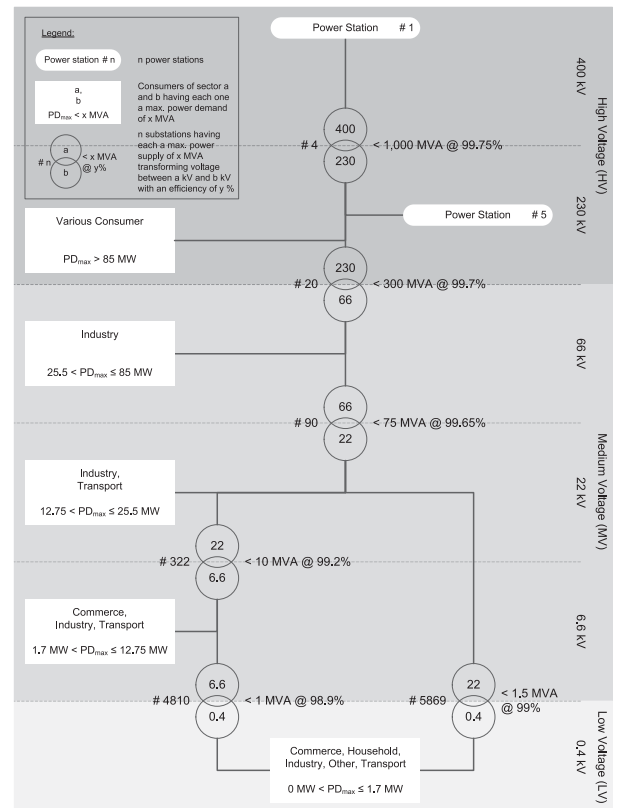 Legend:
Power station # n
n power stations
a,
b
PDmax < x MVA
Consumers of sector a
and b having each one
a max. power demand
of x MVA
# n
a
b
< x MVA
@ y%
n substations having
each a max. power
supply of x MVA
transforming voltage
between a kV and b kV
with an efficiency of y %
Power Station # 1
400 kV
High Voltage (HV)
400
# 4
< 1,000 MVA @ 99.75%
230
230 kV
Power Station # 5
Various Consumer
PDmax > 85 MW
230
# 20
< 300 MVA @ 99.7%
66
66 kV
Industry
25.5 < PDmax ≤ 85 MW
66
# 90
< 75 MVA @ 99.65%
22
Medium Voltage (MV)
22 kV
Industry,
Transport
12.75 < PDmax ≤ 25.5 MW
22
# 322
< 10 MVA @ 99.2%
6.6
6.6 kV
Commerce,
Industry, Transport
1.7 MW < PDmax ≤ 12.75 MW
6.6
# 4810
< 1 MVA @ 98.9%
0.4
22
# 5869
< 1.5 MVA
@ 99%
0.4
Low Voltage (LV)
0.4 kV
Commerce, Household,
Industry, Other, Transport
0 MW < PDmax ≤ 1.7 MW